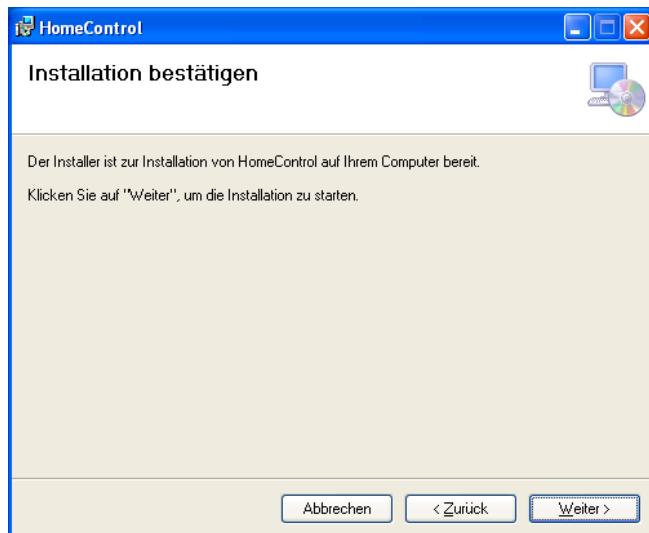 HomeControl
Installation bestätigen
Der Installer ist zur Installation von HomeControl auf Ihrem Computer bereit.
Klicken Sie auf "Weiter", um die Installation zu starten.
Abbrechen
< Zurück
Weiter >